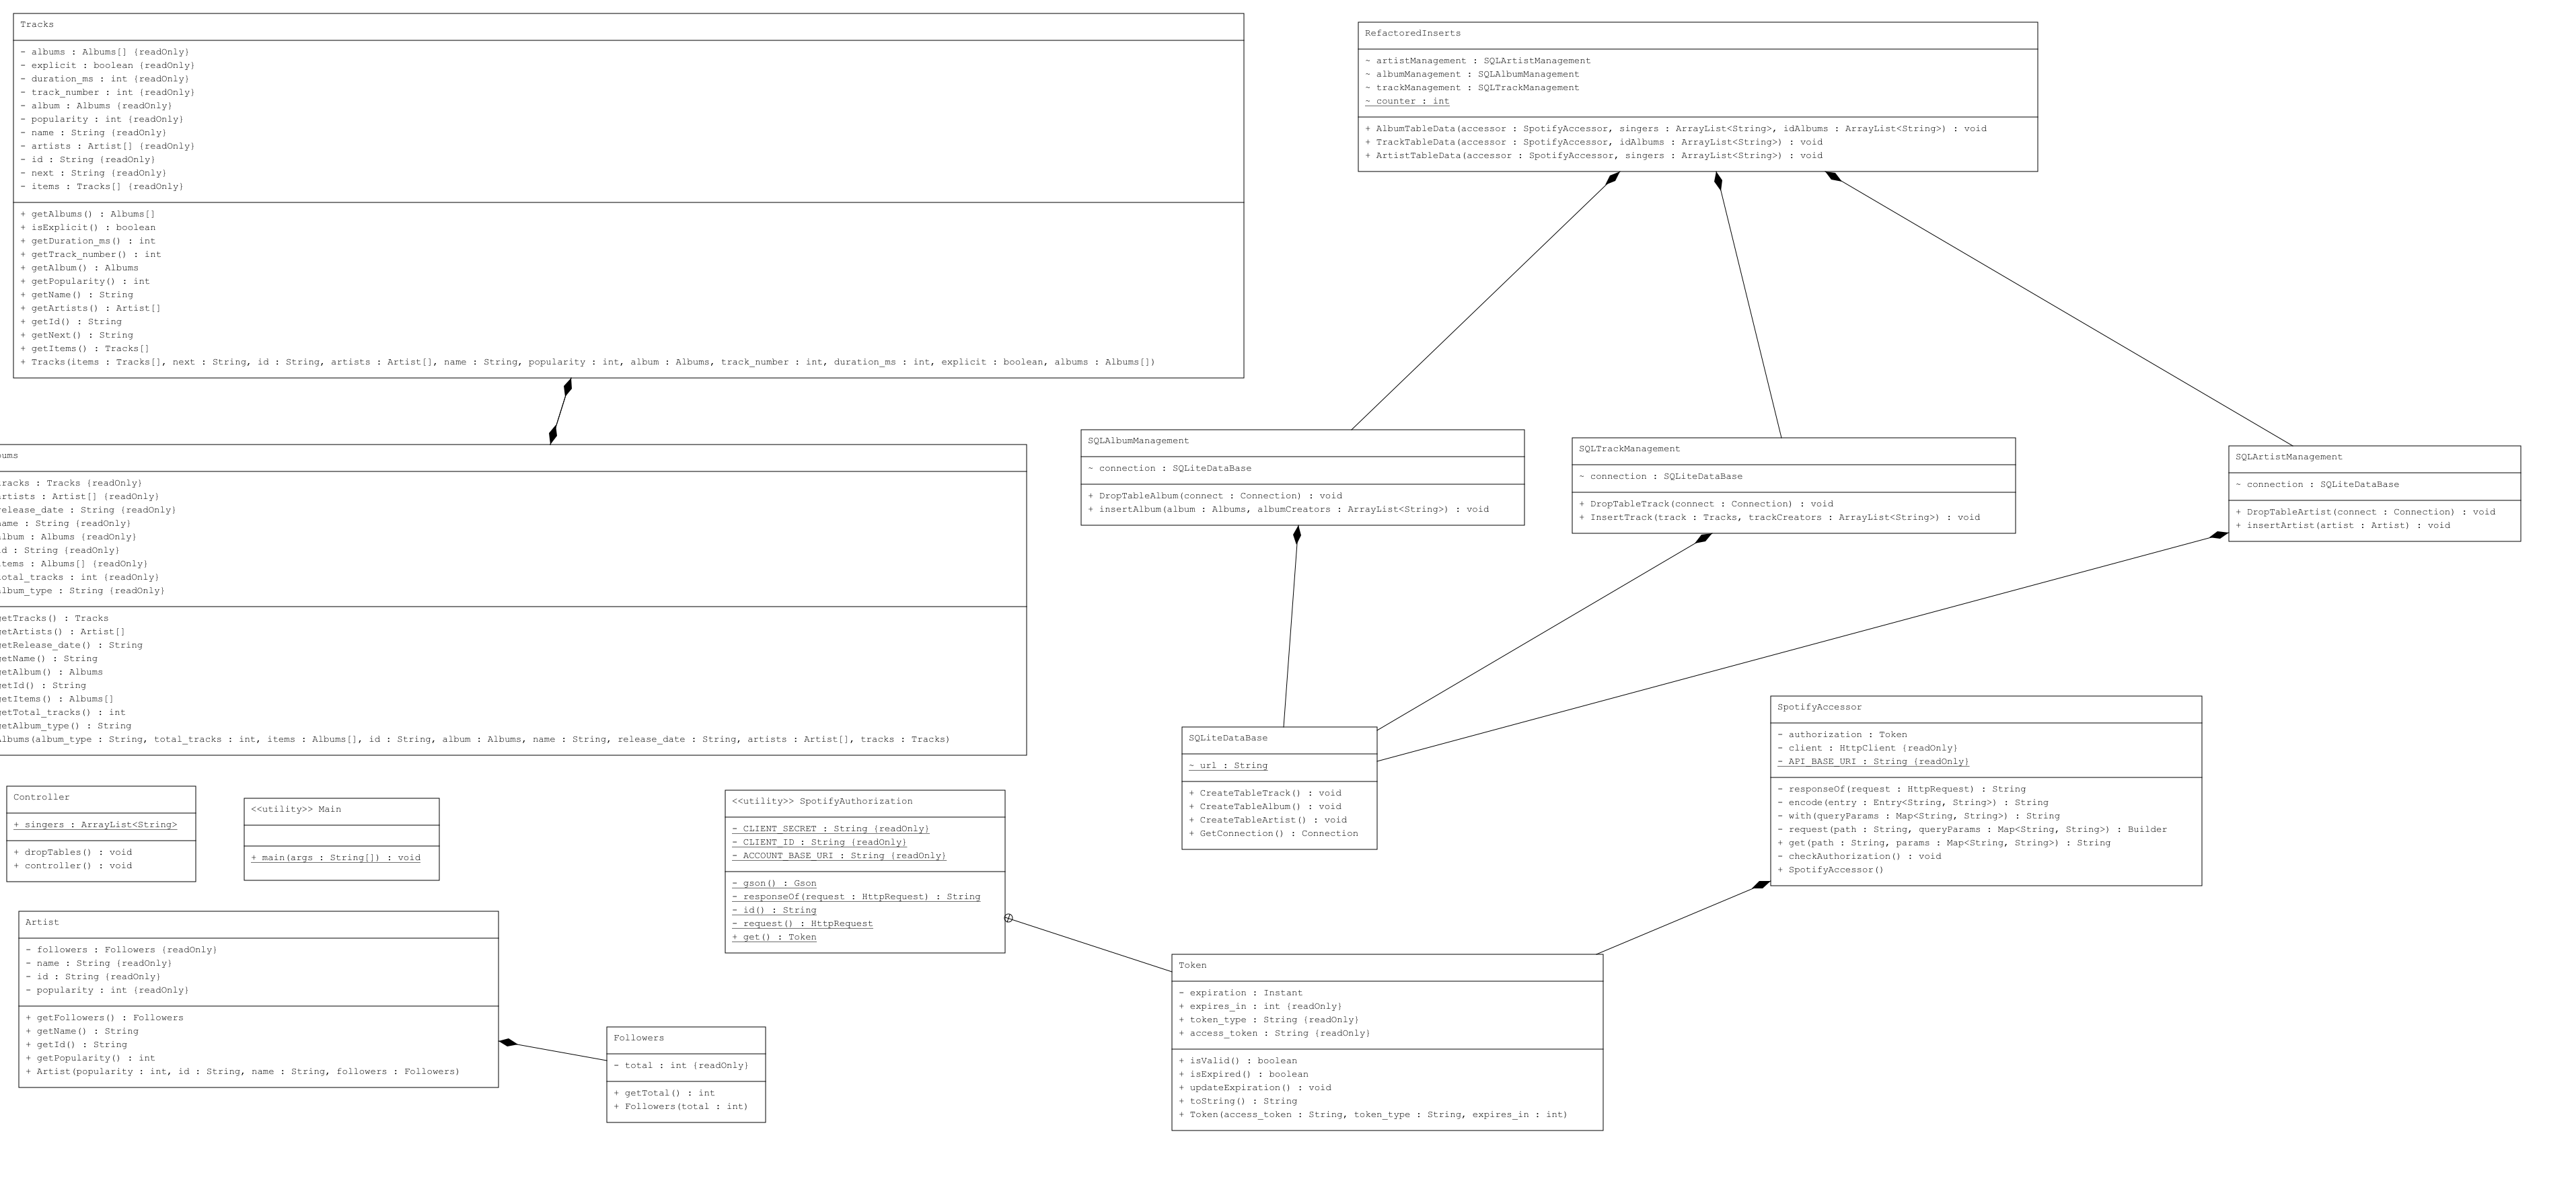 Tracks
- albums : Albums[] {readOnly}
- explicit : boolean {readOnly}
- duration_ms : int {readOnly}
- track_number : int {readOnly}
- album : Albums {readOnly}
- popularity : int {readOnly}
- name : String {readOnly}
- artists : Artist[] {readOnly}
- id : String {readOnly}
- next : String {readOnly}
- items : Tracks[] {readOnly}
+ getAlbums() : Albums[]
+ isExplicit() : boolean
+ getDuration_ms() : int
+ getTrack_number() : int
+ getAlbum() : Albums
+ getPopularity() : int
+ getName() : String
+ getArtists() : Artist[]
+ getId() : String
+ getNext() : String
+ getItems() : Tracks[]
+ Tracks(items : Tracks[], next : String, id : String, artists : Artist[], name : String, popularity : int, album : Albums, track_number : int, duration_ms : int, explicit : boolean, albums : Albums[])
RefactoredInserts
~ artistManagement : SQLArtistManagement
~ albumManagement : SQLAlbumManagement
~ trackManagement : SQLTrackManagement
~ counter : int
+ AlbumTableData(accessor : SpotifyAccessor, singers : ArrayList<String>, idAlbums : ArrayList<String>) : void
+ TrackTableData(accessor : SpotifyAccessor, idAlbums : ArrayList<String>) : void
+ ArtistTableData(accessor : SpotifyAccessor, singers : ArrayList<String>) : void
ums
racks : Tracks {readOnly}
rtists : Artist[] {readOnly}
elease_date : String {readOnly}
ame : String {readOnly}
lbum : Albums {readOnly}
d : String {readOnly}
tems : Albums[] {readOnly}
otal_tracks : int {readOnly}
lbum_type : String {readOnly}
getTracks() : Tracks
getArtists() : Artist[]
getRelease_date() : String
getName() : String
getAlbum() : Albums
getId() : String
getItems() : Albums[]
getTotal_tracks() : int
getAlbum_type() : String
Albums(album_type : String, total_tracks : int, items : Albums[], id : String, album : Albums, name : String, release_date : String, artists : Artist[], tracks : Tracks)
SQLAlbumManagement
~ connection : SQLiteDataBase
+ DropTableAlbum(connect : Connection) : void
+ insertAlbum(album : Albums, albumCreators : ArrayList<String>) : void
SQLTrackManagement
~ connection : SQLiteDataBase
+ DropTableTrack(connect : Connection) : void
+ InsertTrack(track : Tracks, trackCreators : ArrayList<String>) : void
SQLArtistManagement
~ connection : SQLiteDataBase
+ DropTableArtist(connect : Connection) : void
+ insertArtist(artist : Artist) : void
SQLiteDataBase
~ url : String
+ CreateTableTrack() : void
+ CreateTableAlbum() : void
+ CreateTableArtist() : void
+ GetConnection() : Connection
SpotifyAccessor
- authorization : Token
- client : HttpClient {readOnly}
- API_BASE_URI : String {readOnly}
- responseOf(request : HttpRequest) : String
- encode(entry : Entry<String, String>) : String
- with(queryParams : Map<String, String>) : String
- request(path : String, queryParams : Map<String, String>) : Builder
+ get(path : String, params : Map<String, String>) : String
- checkAuthorization() : void
+ SpotifyAccessor()
Controller
+ singers : ArrayList<String>
+ dropTables() : void
+ controller() : void
<<utility>> Main
+ main(args : String[]) : void
<<utility>> SpotifyAuthorization
- CLIENT_SECRET : String {readOnly}
- CLIENT_ID : String {readOnly}
- ACCOUNT_BASE_URI : String {readOnly}
- gson() : Gson
- responseOf(request : HttpRequest) : String
- id() : String
- request() : HttpRequest
+ get() : Token
Artist
- followers : Followers {readOnly}
- name : String {readOnly}
- id : String {readOnly}
- popularity : int {readOnly}
+ getFollowers() : Followers
+ getName() : String
+ getId() : String
+ getPopularity() : int
+ Artist(popularity : int, id : String, name : String, followers : Followers)
Followers
- total : int {readOnly}
+ getTotal() : int
+ Followers(total : int)
Token
- expiration : Instant
+ expires_in : int {readOnly}
+ token_type : String {readOnly}
+ access_token : String {readOnly}
+ isValid() : boolean
+ isExpired() : boolean
+ updateExpiration() : void
+ toString() : String
+ Token(access_token : String, token_type : String, expires_in : int)